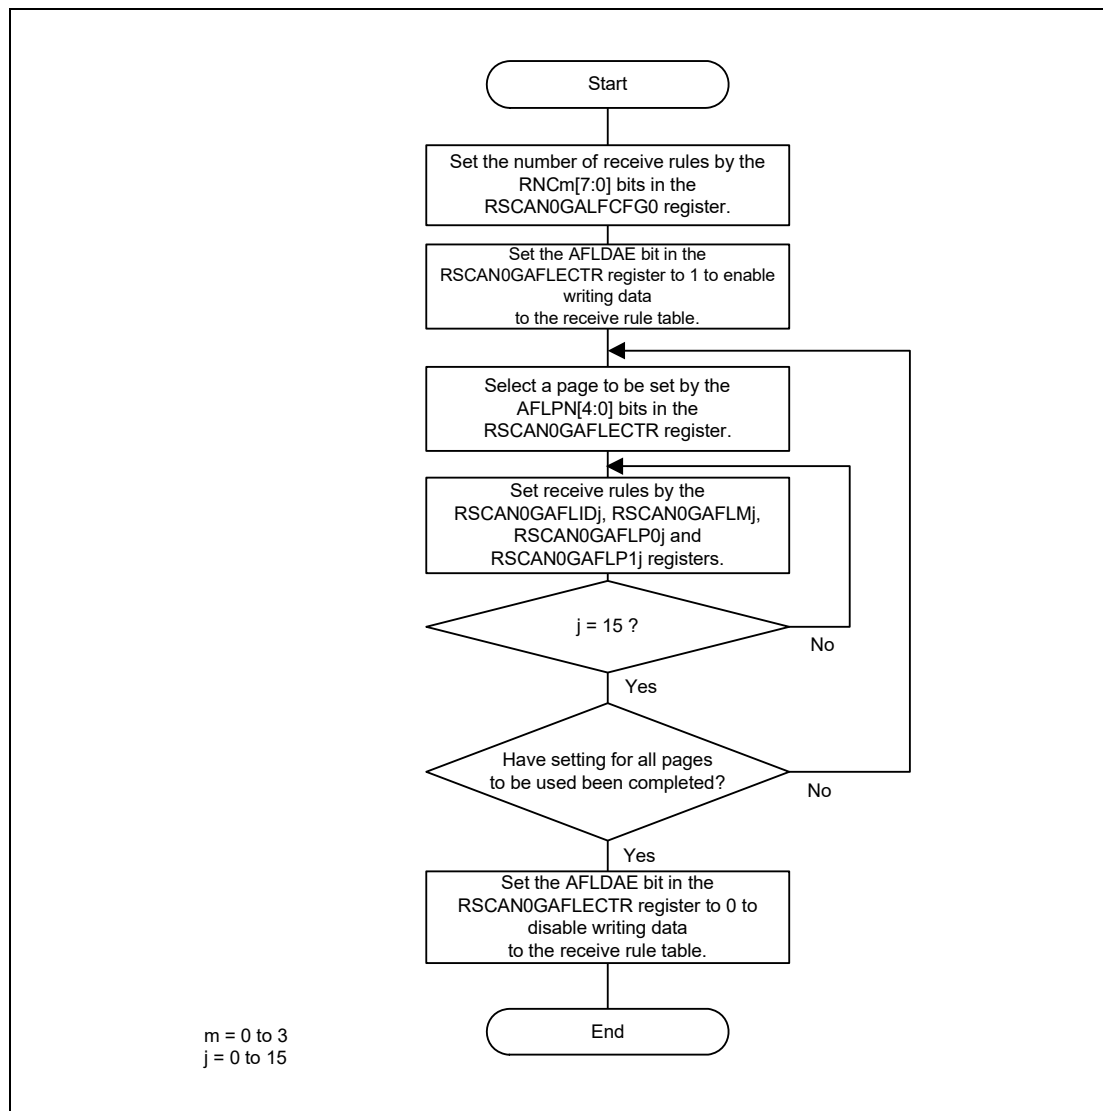 Start
Set the number of receive rules by the
RNCm[7:0] bits in the
RSCAN0GALFCFG0 register.
Set the AFLDAE bit in the
RSCAN0GAFLECTR register to 1 to enable
writing data
to the receive rule table.
Select a page to be set by the
AFLPN[4:0] bits in the
RSCAN0GAFLECTR register.
Set receive rules by the
RSCAN0GAFLIDj, RSCAN0GAFLMj,
RSCAN0GAFLP0j and
RSCAN0GAFLP1j registers.
j = 15 ?
No
Yes
Have setting for all pages
to be used been completed?
No
Yes
Set the AFLDAE bit in the
RSCAN0GAFLECTR register to 0 to
disable writing data
to the receive rule table.
End
m = 0 to 3
j = 0 to 15